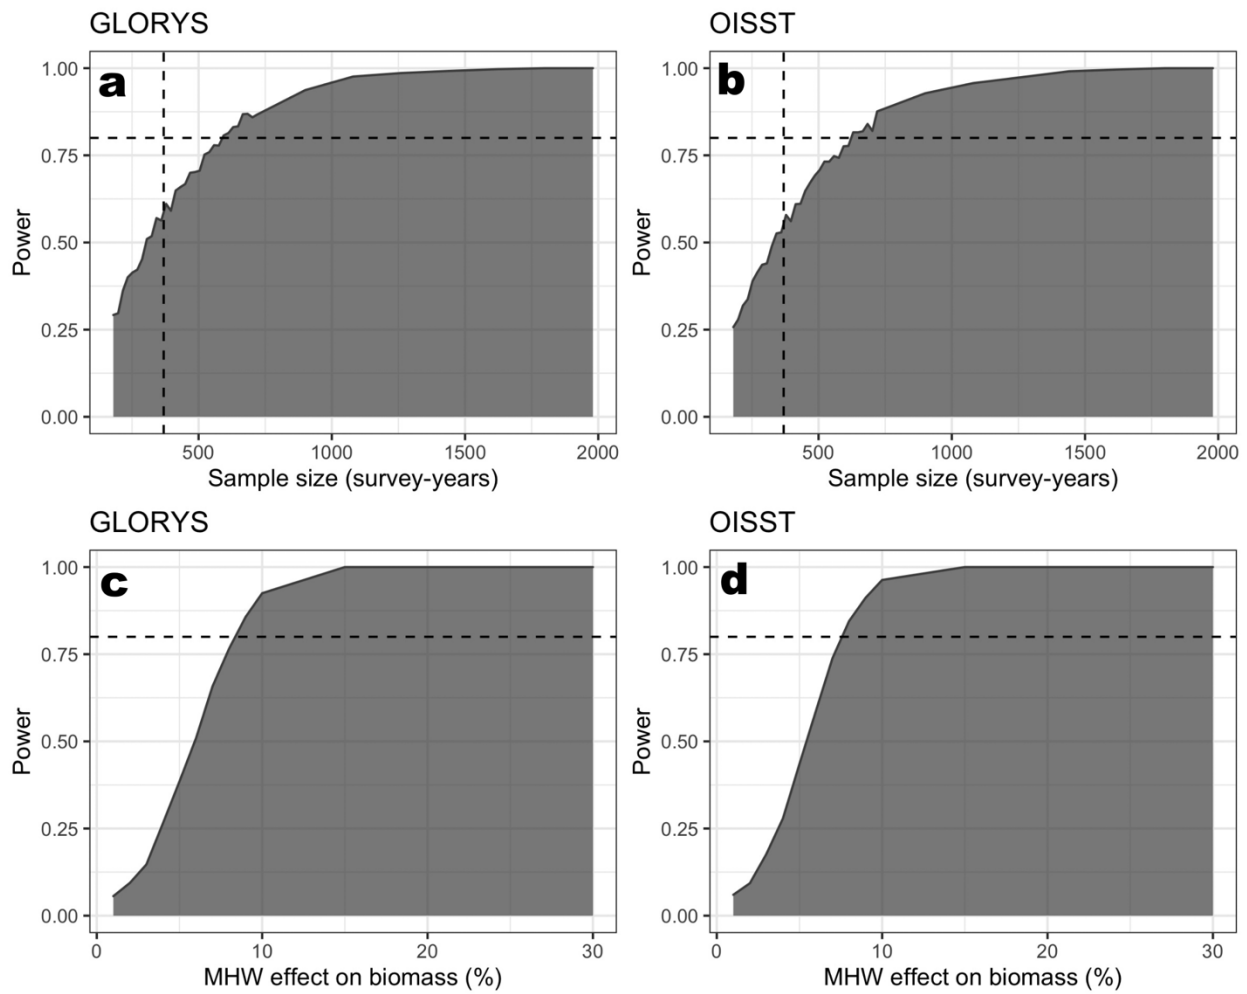 GLORYS
OISST
a
b
1.00
0.75
0.50
0.25
0.00
Power
500
1000
1500
2000
Sample size (survey-years)
1.00
0.75
0.50
0.25
0.00
Power
500
1000
1500
2000
Sample size (survey-years)
GLORYS
OISST
c
d
1.00
0.75
0.50
0.25
0.00
Power
0
10
20
30
MHW effect on biomass (%)
1.00
0.75
0.50
0.25
0.00
Power
0
10
20
30
MHW effect on biomass (%)